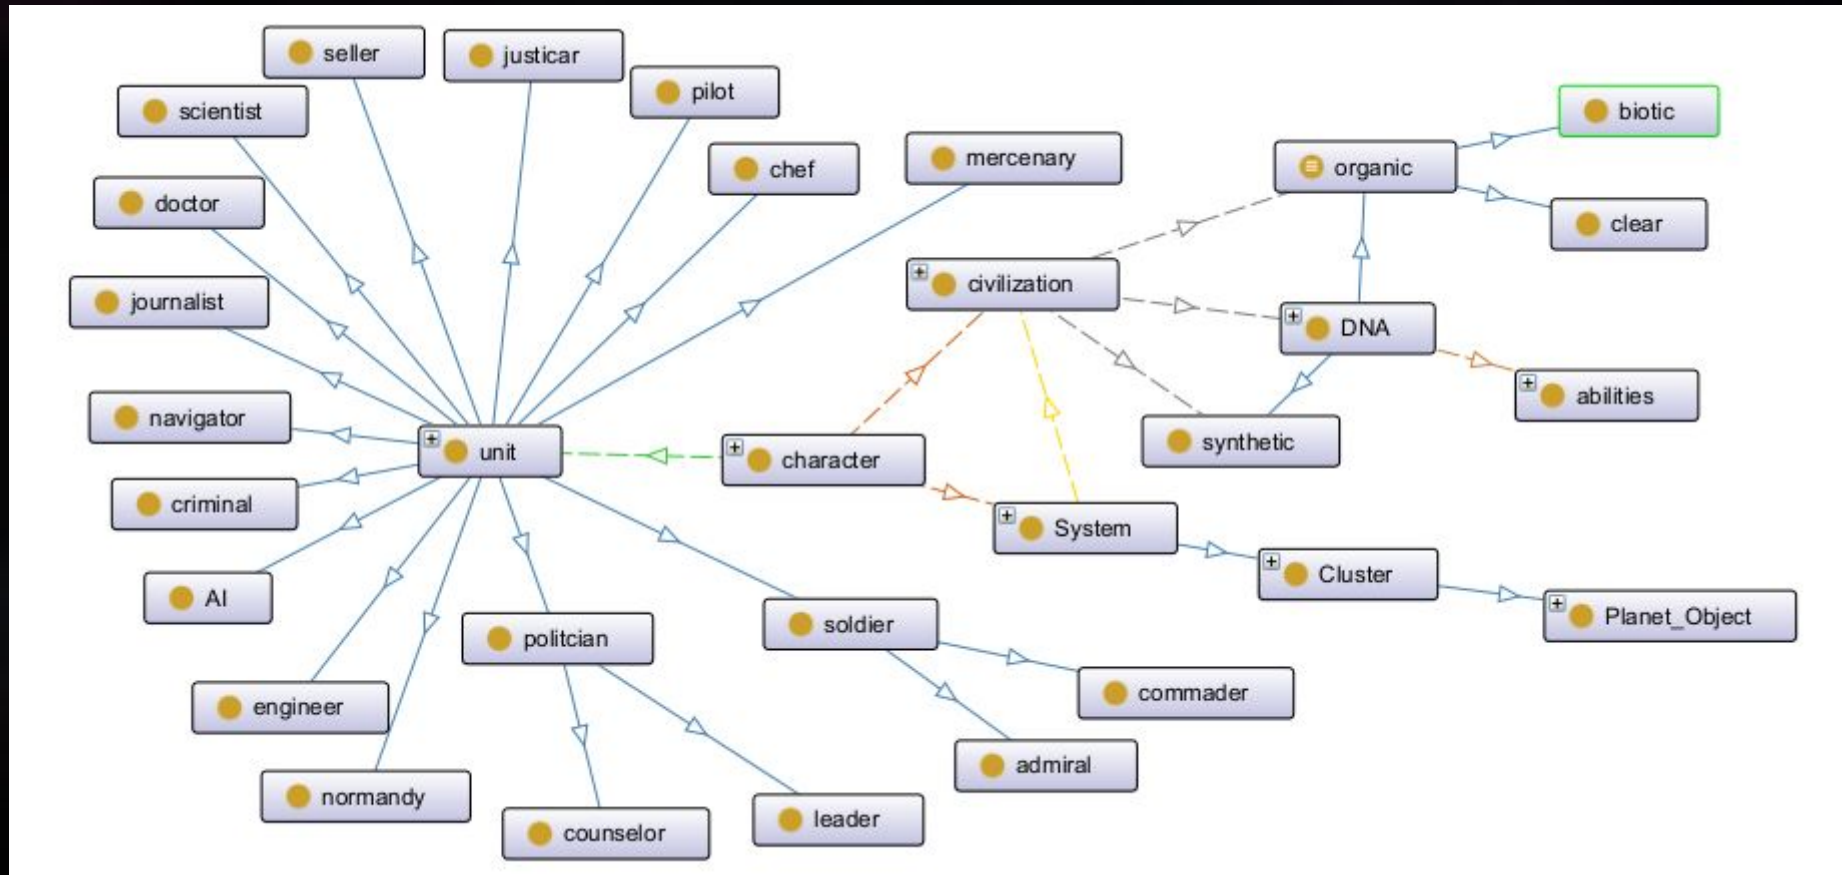 seller
justicar
pilot
scientist
chef
mercenary
biotic
organic
doctor
clear
journalist
civilization
DNA
abilities
navigator
unit
character
synthetic
criminal
System
AI
Cluster
Planet_Object
politcian
soldier
commader
engineer
admiral
normandy
counselor
leader